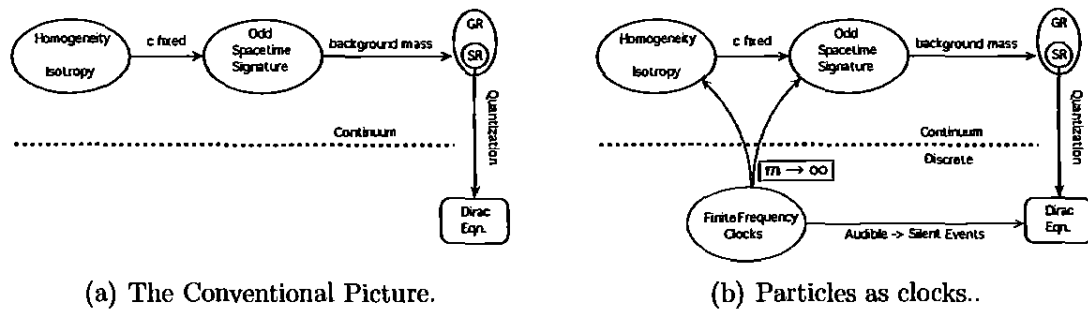 Homogeneity
Isotropy
c fixed
Odd
Spacetime
Signature
background mass
GR
SR
Quantization
Continuum
Dirac
Eqn.
(a) The Conventional Picture.
Homogeneity
Isotropy
c fixed
Odd
Spacetime
Signature
background mass
GR
SR
Quantization
Continuum
Discrete
m → ∞
Finite Frequency
Clocks
Audible -> Silent Events
Dirac
Eqn.
(b) Particles as clocks..